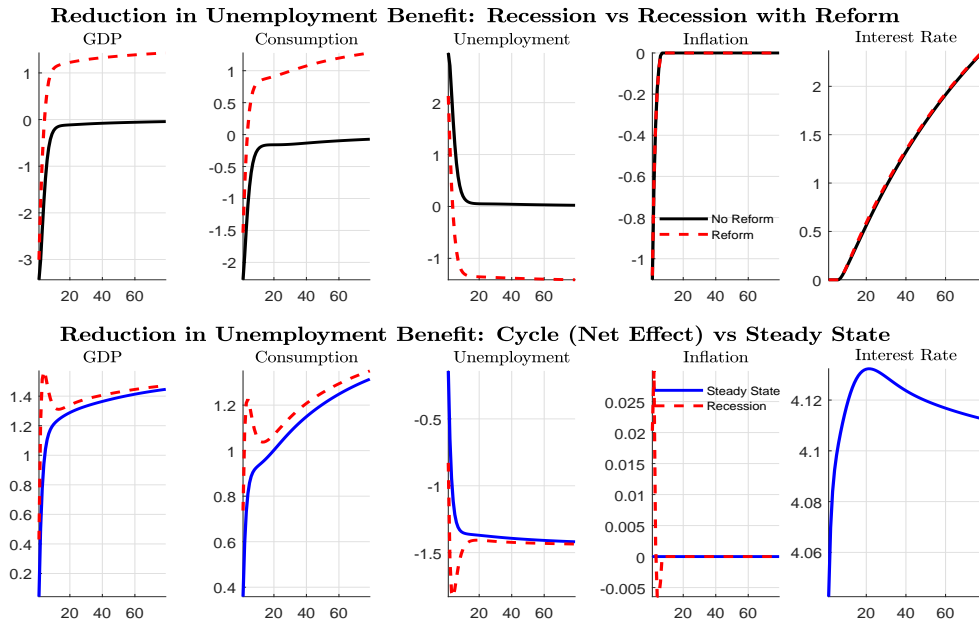 Reduction in Unemployment Benefit: Recession vs Recession with Reform
GDP
Consumption
Unemployment
Inflation
Interest Rate
1
0
-1
-2
-3
20 40 60
1
0.5
0
-0.5
-1
-1.5
-2
20 40 60
2
0
-1
20 40 60
0
-0.2
-0.4
-0.6
-0.8
-1
No Reform
Reform
20 40 60
2
1.5
1
0.5
0
20 40 60
Reduction in Unemployment Benefit: Cycle (Net Effect) vs Steady State
GDP
Consumption
Unemployment
Inflation
Interest Rate
1.4
1.2
1
0.8
0.6
0.4
0.2
20 40 60
1.2
1
0.8
0.6
0.4
20 40 60
-0.5
-1
-1.5
20 40 60
0.025
0.02
0.015
0.01
0.005
0
-0.005
Steady State
Recession
20 40 60
4.12
4.1
4.08
4.06
20 40 60